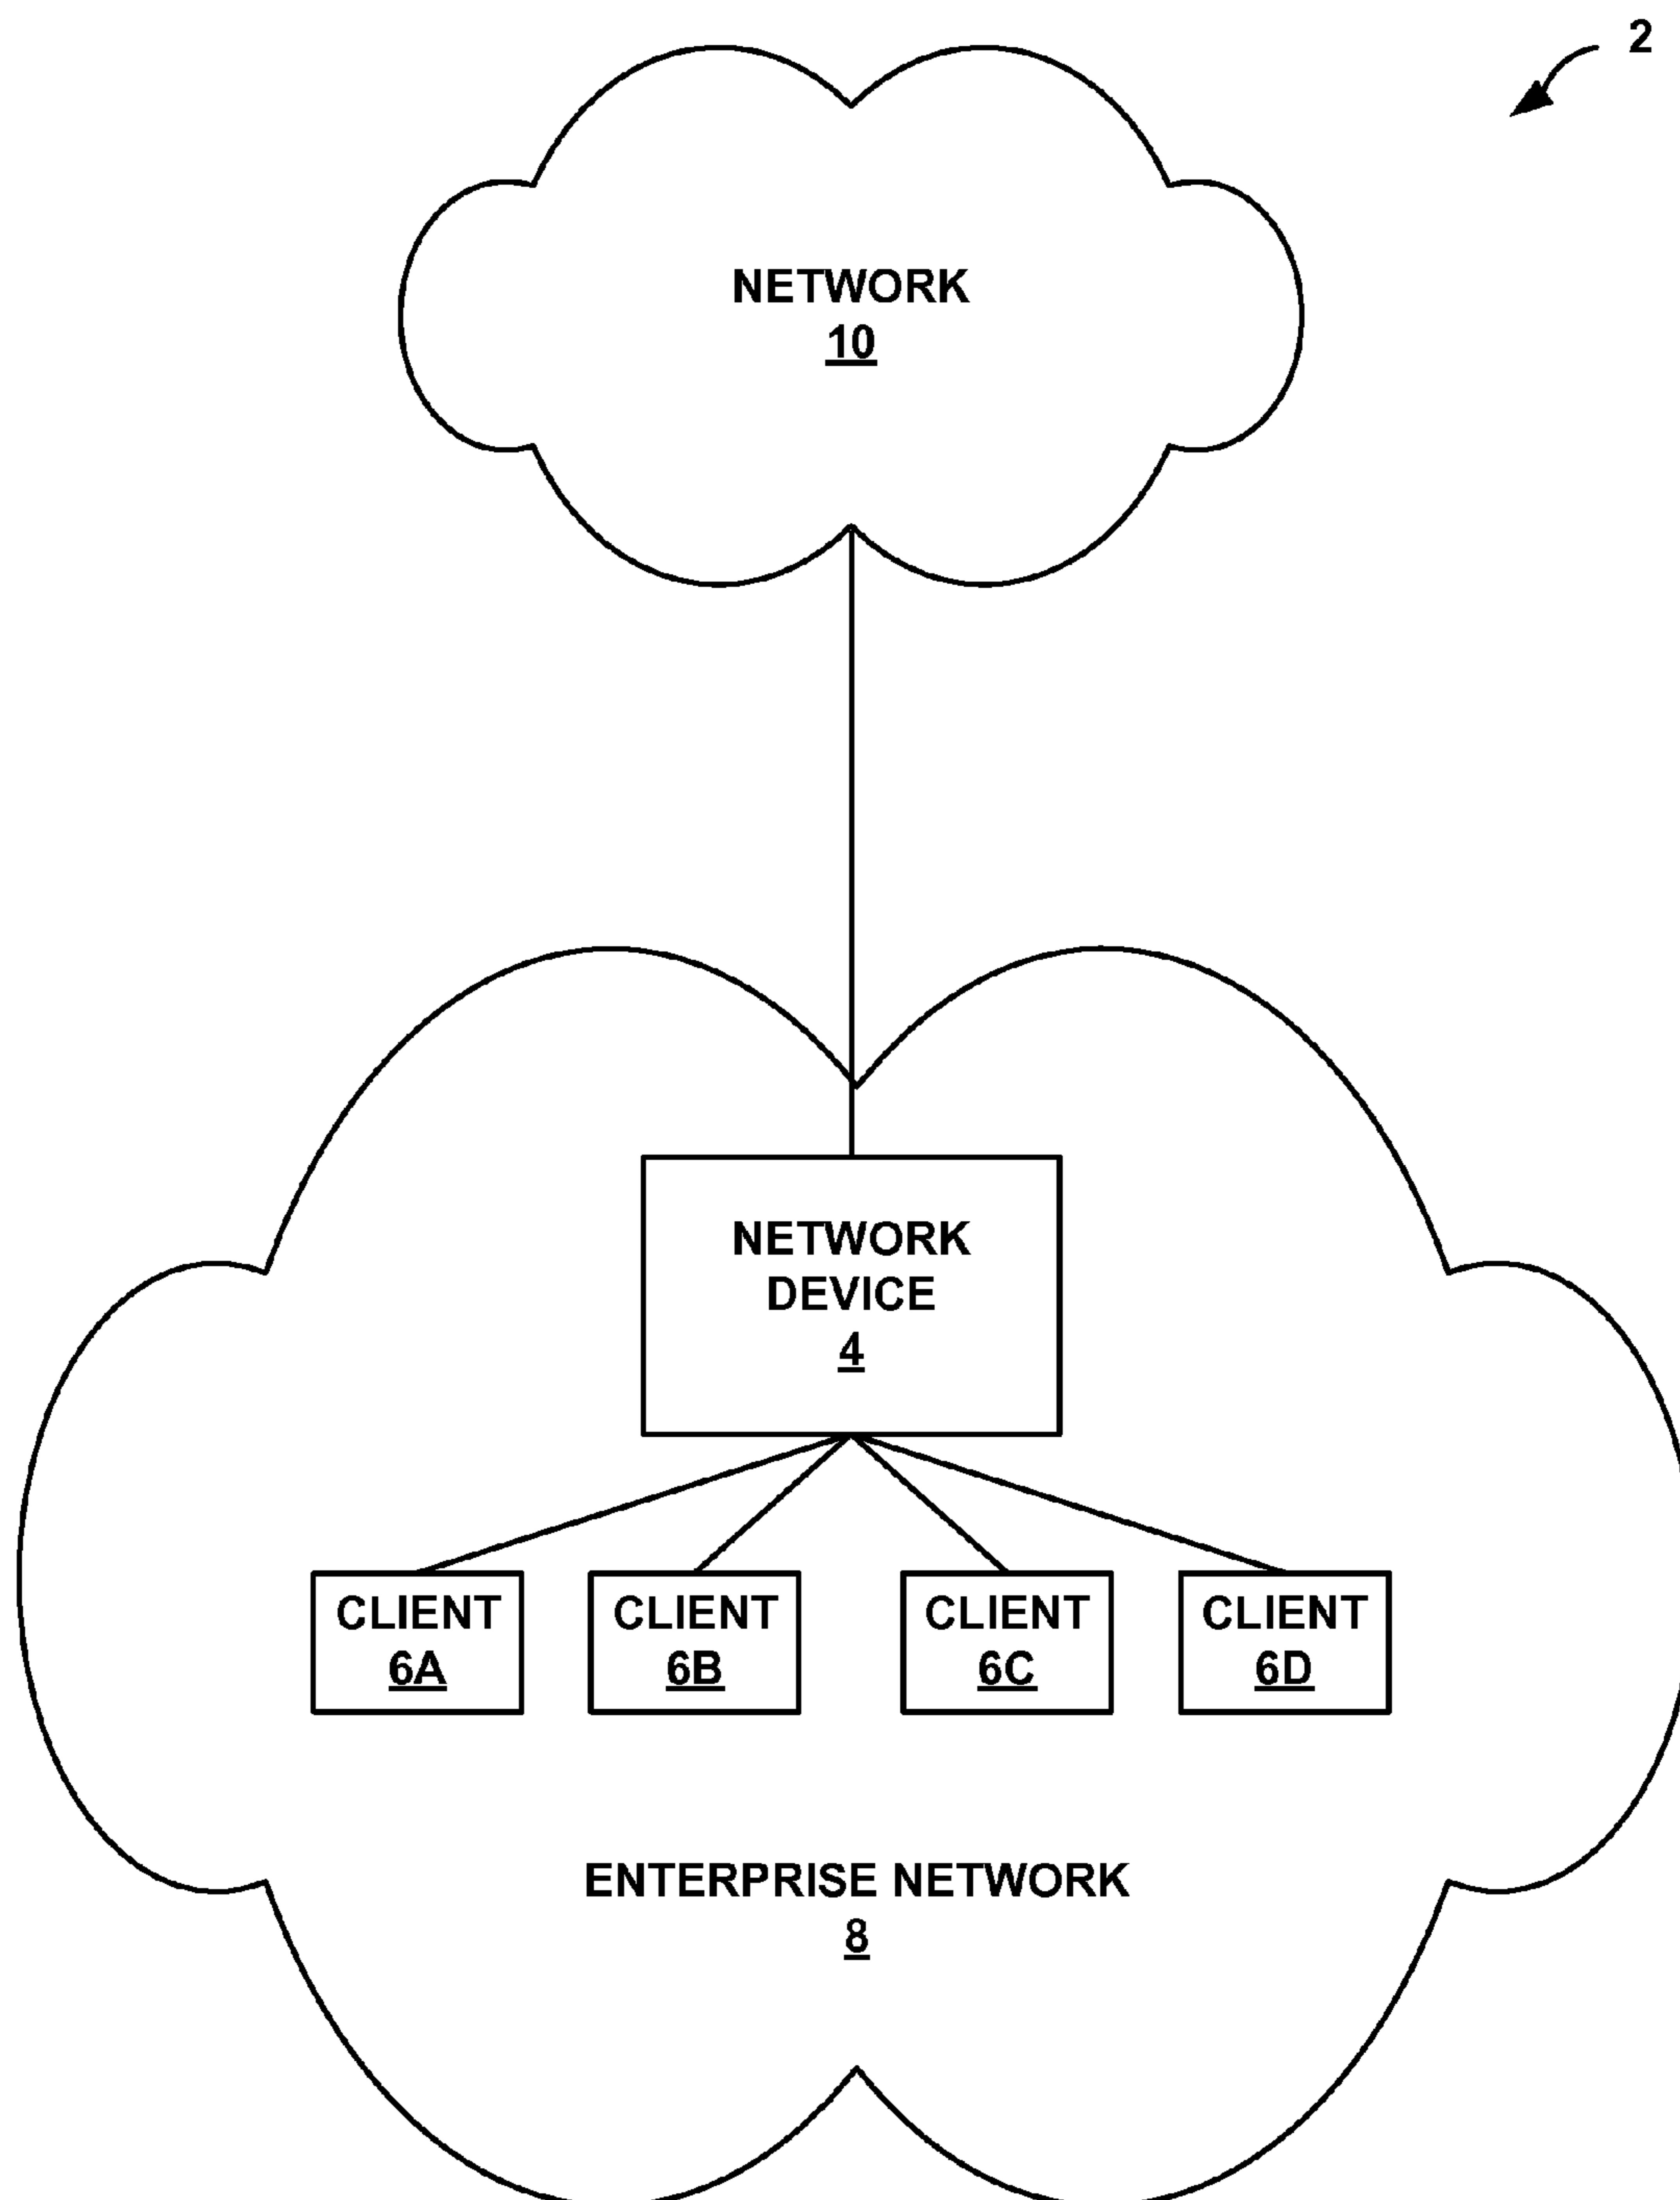 2
NETWORK
10
NETWORK
DEVICE
4
CLIENT
6A
CLIENT
6B
CLIENT
6C
CLIENT
6D
ENTERPRISE NETWORK
8